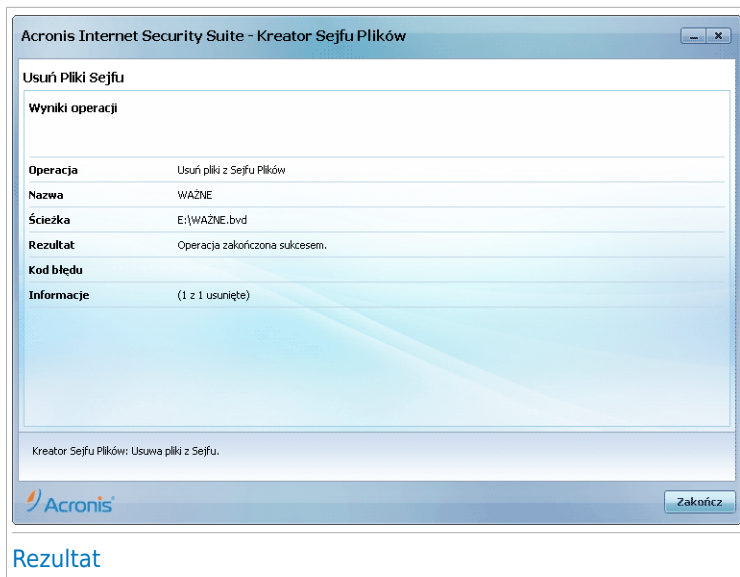 Acronis Internet Security Suite - Kreator Sejfu Plików
Usuń Pliki Sejfu
Wyniki operacji
Operacja Usuń pliki z Sejfu Plików
Nazwa WAŻNE
Ścieżka E:\WAŻNE.bvd
Rezultat Operacja zakończona sukcesem.
Kod błędu
Informacje (1 z 1 usunięte)
Kreator Sejfu Plików: Usuwa pliki z Sejfu.
Acronis
Zakończ
Rezultat